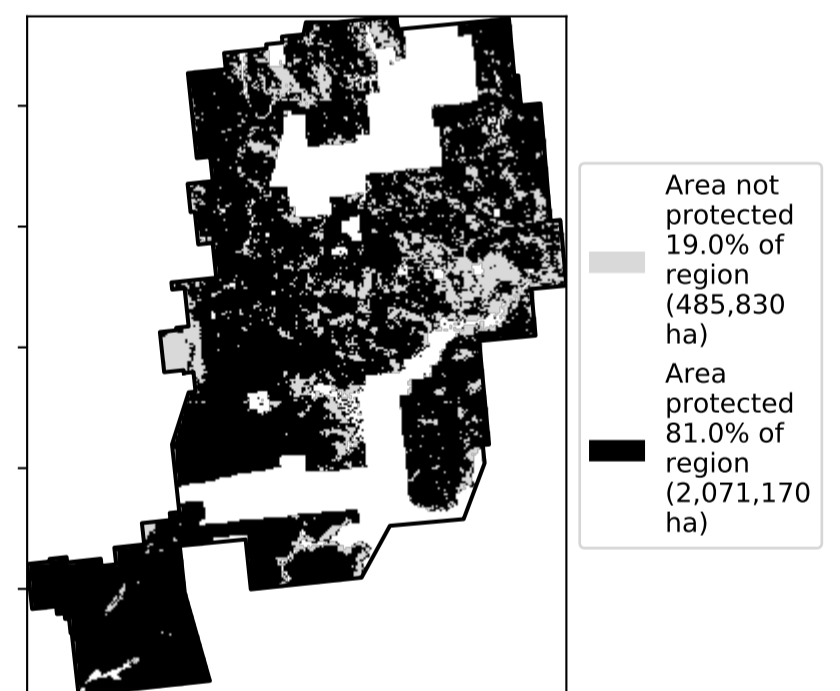 Area not
protected
19.0% of
region
(485,830
ha)
Area
protected
81.0% of
region
(2,071,170
ha)